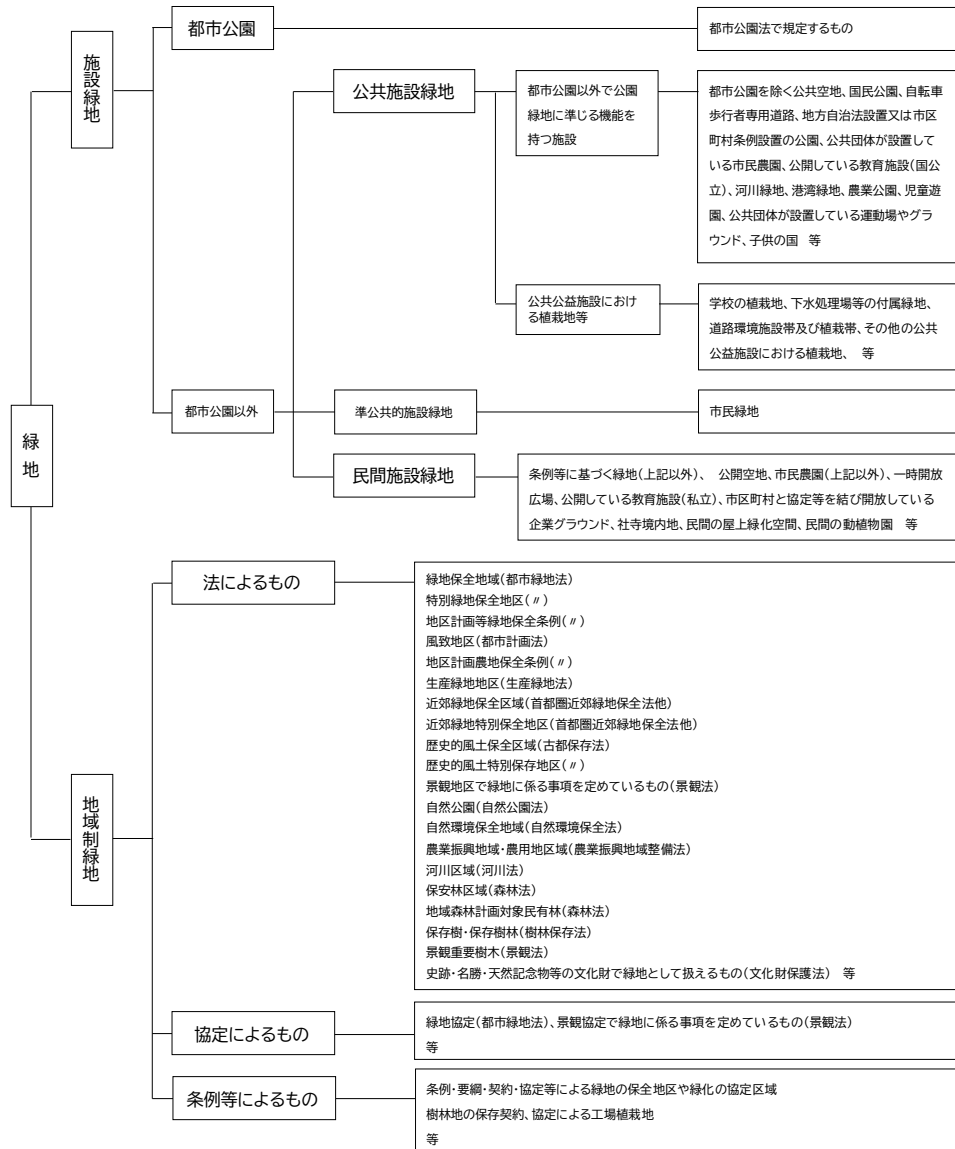 緑地
施設緑地
都市公園
都市公園法で規定するもの
都市公園以外
公共施設緑地
都市公園以外で公園
緑地に準じる機能を
持つ施設
都市公園を除く公共空地、国民公園、自転車
歩行者専用道路、地方自治法設置又は市区
町村条例設置の公園、公共団体が設置して
いる市民農園、公開している教育施設(国公
立)、河川緑地、港湾緑地、農業公園、児童遊
園、公共団体が設置している運動場やグラ
ウンド、子供の国　等
公共公益施設におけ
る植栽地等
学校の植栽地、下水処理場等の付属緑地、
道路環境施設帯及び植栽帯、その他の公共
公益施設における植栽地、　等
準公共的施設緑地
市民緑地
民間施設緑地
条例等に基づく緑地(上記以外)、　公開空地、市民農園(上記以外)、一時開放
広場、公開している教育施設(私立)、市区町村と協定等を結び開放している
企業グラウンド、社寺境内地、民間の屋上緑化空間、民間の動植物園　等
地域制緑地
法によるもの
緑地保全地域(都市緑地法)
特別緑地保全地区(〃)
地区計画等緑地保全条例(〃)
風致地区(都市計画法)
地区計画農地保全条例(〃)
生産緑地地区(生産緑地法)
近郊緑地保全区域(首都圏近郊緑地保全法他)
近郊緑地特別保全地区(首都圏近郊緑地保全法他)
歴史的風土保全区域(古都保存法)
歴史的風土特別保存地区(〃)
景観地区で緑地に係る事項を定めているもの(景観法)
自然公園(自然公園法)
自然環境保全地域(自然環境保全法)
農業振興地域・農用地区域(農業振興地域整備法)
河川区域(河川法)
保安林区域(森林法)
地域森林計画対象民有林(森林法)
保存樹・保存樹林(樹林保存法)
景観重要樹木(景観法)
史跡・名勝・天然記念物等の文化財で緑地として扱えるもの(文化財保護法)　等
協定によるもの
緑地協定(都市緑地法)、景観協定で緑地に係る事項を定めているもの(景観法)
等
条例等によるもの
条例・要綱・契約・協定等による緑地の保全地区や緑化の協定区域
樹林地の保存契約、協定による工場植栽地
等